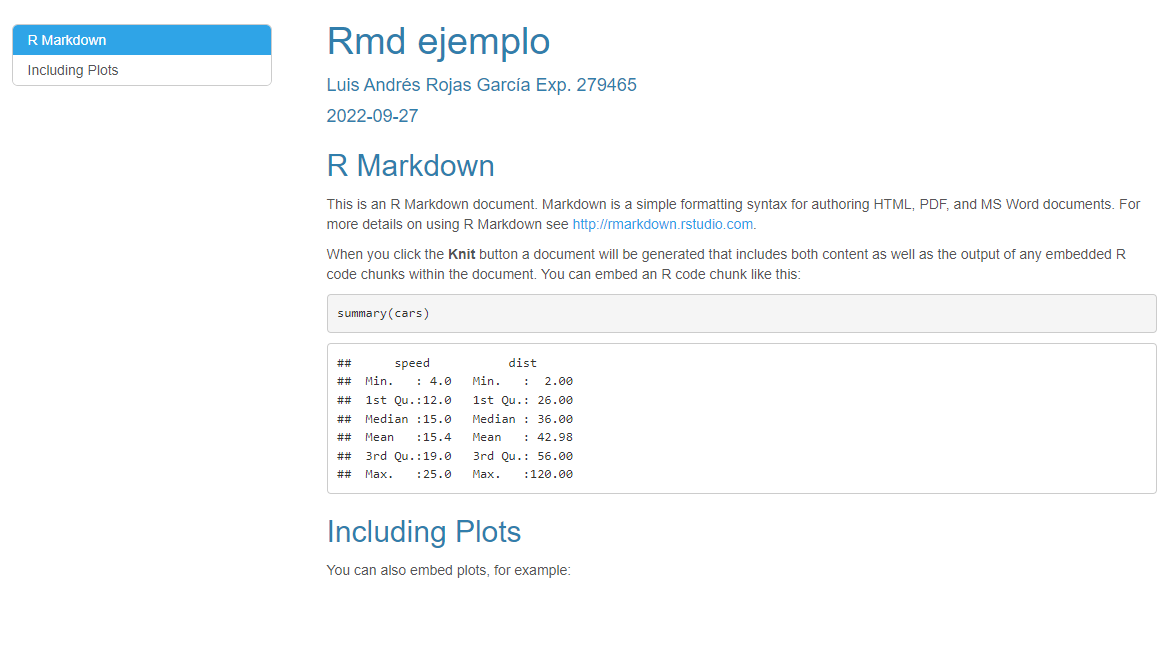 R Markdown
Including Plots
Rmd ejemplo
Luis Andrés Rojas García Exp. 279465
2022-09-27
R Markdown
This is an R Markdown document. Markdown is a simple formatting syntax for authoring HTML, PDF, and MS Word documents. For
more details on using R Markdown see http://rmarkdown.rstudio.com.
When you click the Knit button a document will be generated that includes both content as well as the output of any embedded R
code chunks within the document. You can embed an R code chunk like this:
summary(cars)
##      speed           dist
##  Min.   : 4.0   Min.   :  2.00
##  1st Qu.:12.0   1st Qu.: 26.00
##  Median :15.0   Median : 36.00
##  Mean   :15.4   Mean   : 42.98
##  3rd Qu.:19.0   3rd Qu.: 56.00
##  Max.   :25.0   Max.   :120.00
Including Plots
You can also embed plots, for example: